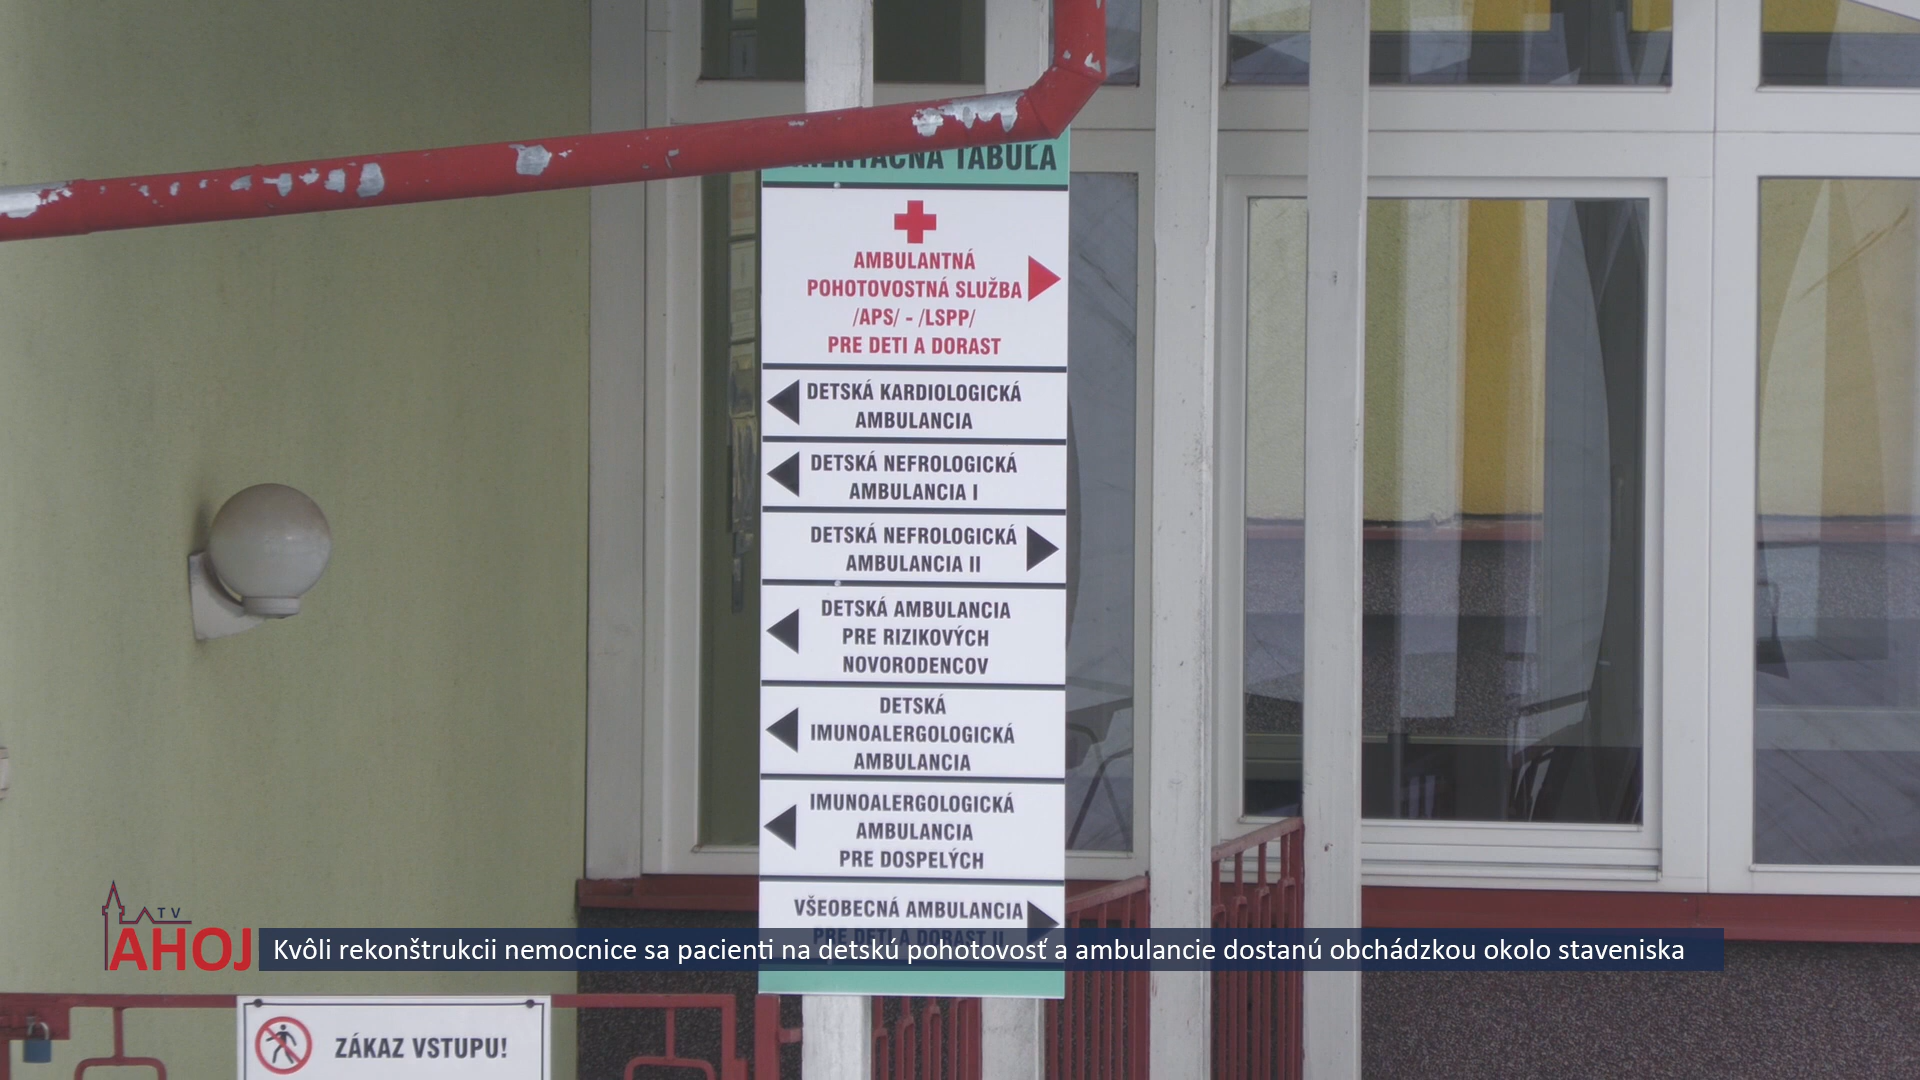 TABUĽA
AMBULANTNÁ
POHOTOVOSTNÁ SLUŽBA
/APS/ - /LSPP/
PRE DETI A DORAST
DETSKÁ KARDIOLOGICKÁ
AMBULANCIA
DETSKÁ NEFROLOGICKÁ
AMBULANCIA I
DETSKÁ NEFROLOGICKÁ
AMBULANCIA II
DETSKÁ AMBULANCIA
PRE RIZIKOVÝCH
NOVORODENCOV
DETSKÁ
IMUNOALERGOLOGICKÁ
AMBULANCIA
IMUNOALERGOLOGICKÁ
AMBULANCIA
PRE DOSPELÝCH
VŠEOBECNÁ AMBULANCIA
PRE DETI A DORAST II
TV
AHOJ
Kvôli rekonštrukcii nemocnice sa pacienti na detskú pohotovosť a ambulancie dostanú obchádzkou okolo staveniska
ZÁKAZ VSTUPU!